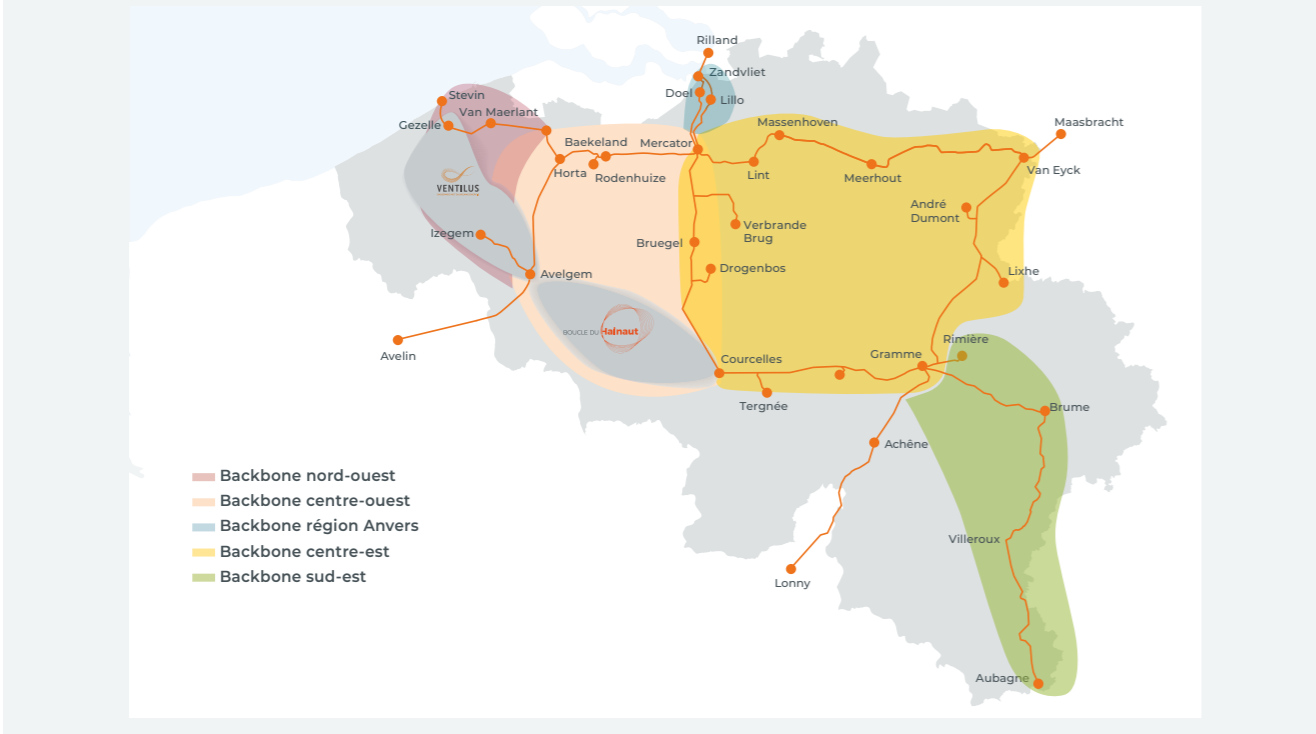 Rilland
Zandvliet
Doel
Lillo
Stevin
Van Maerlant
Gezelle
Massenhoven
Maasbracht
Baekeland
Mercator
Horta
Rodenhuize
Lint
Meerhout
Van Eyck
VENTILUS
André
Dumont
Izegem
Verbrande
Brug
Bruegel
Avelgem
Drogenbos
Lixhe
BOUCLE DU Hainaut
Avelin
Rimière
Courcelles
Gramme
Tergnée
Brume
Achêne
Backbone nord-ouest
Backbone centre-ouest
Backbone région Anvers
Backbone centre-est
Backbone sud-est
Villeroux
Lonny
Aubagne